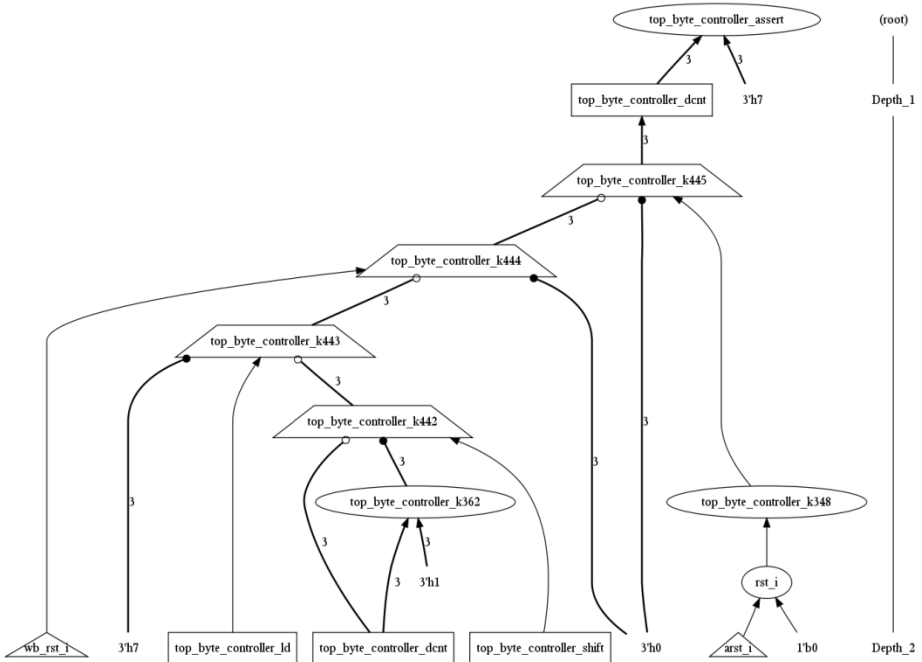 top_byte_controller_assert (root)
3 3
top_byte_controller_dcnt 3'h7 Depth_1
3
top_byte_controller_k445
3
top_byte_controller_k444
3
top_byte_controller_k443
3
top_byte_controller_k442
3 3 3
3
top_byte_controller_k362 top_byte_controller_k348
3 3 3
3'h1 rst_i
wb_rst_i 3'h7 top_byte_controller_ld top_byte_controller_dcnt top_byte_controller_shift 3'h0 arst_i 1'b0 Depth_2